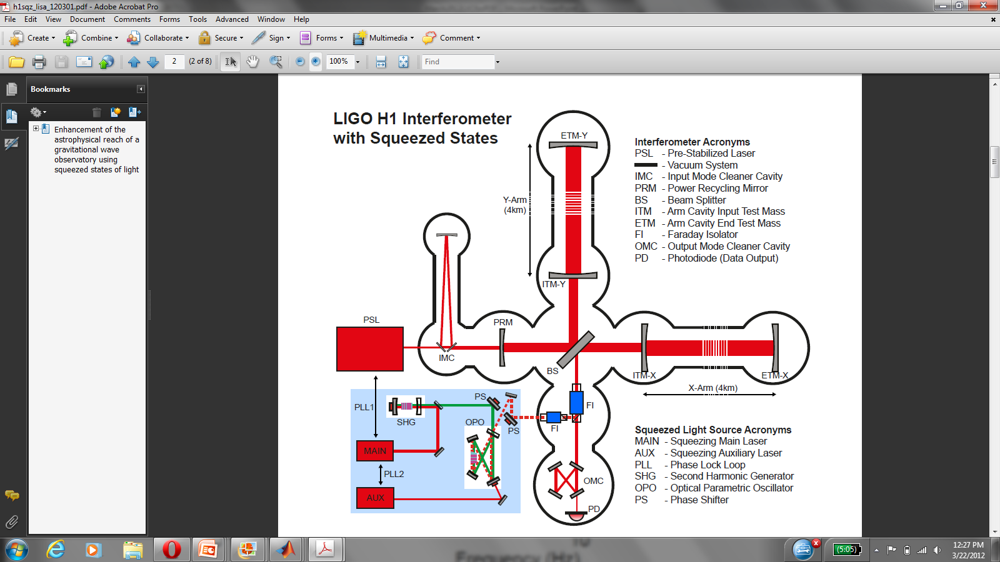 h1sqz_lisa_120301.pdf - Adobe Acrobat Pro
File Edit View Document Comments Forms Tools Advanced Window Help
Create Combine Collaborate Secure Sign Forms Multimedia Comment
2 (2 of 8) 100% Find
Bookmarks
Enhancement of the
astrophysical reach of a
gravitational wave
observatory using
squeezed states of light
LIGO H1 Interferometer
with Squeezed States
ETM-Y
Y-Arm
(4km)
ITM-Y
PSL
PRM
IMC
BS
ITM-X
ETM-X
X-Arm (4km)
FI
FI
PLL1
SHG
PS
OPO
PS
MAIN
PLL2
AUX
OMC
PD
Interferometer Acronyms
PSL - Pre-Stabilized Laser
- Vacuum System
IMC - Input Mode Cleaner Cavity
PRM - Power Recycling Mirror
BS - Beam Splitter
ITM - Arm Cavity Input Test Mass
ETM - Arm Cavity End Test Mass
FI - Faraday Isolator
OMC - Output Mode Cleaner Cavity
PD - Photodiode (Data Output)
Squeezed Light Source Acronyms
MAIN - Squeezing Main Laser
AUX - Squeezing Auxiliary Laser
PLL - Phase Lock Loop
SHG - Second Harmonic Generator
OPO - Optical Parametric Oscillator
PS - Phase Shifter
Frequency (Hz)
(5:05)
12:27 PM
3/22/2012